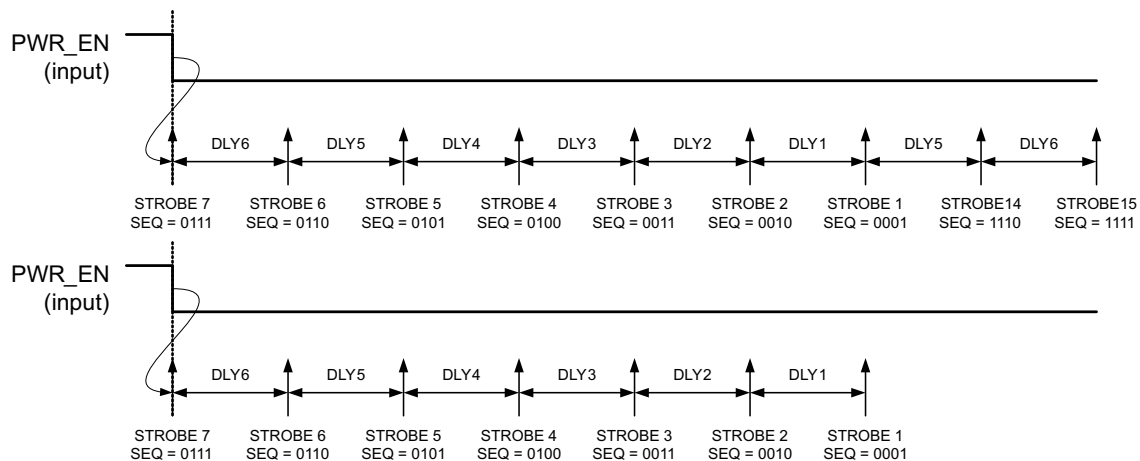 PWR_EN
(input)
DLY6 DLY5 DLY4 DLY3 DLY2 DLY1 DLY5 DLY6
STROBE 7 STROBE 6 STROBE 5 STROBE 4 STROBE 3 STROBE 2 STROBE 1 STROBE14 STROBE15
SEQ = 0111 SEQ = 0110 SEQ = 0101 SEQ = 0100 SEQ = 0011 SEQ = 0010 SEQ = 0001 SEQ = 1110 SEQ = 1111
PWR_EN
(input)
DLY6 DLY5 DLY4 DLY3 DLY2 DLY1
STROBE 7 STROBE 6 STROBE 5 STROBE 4 STROBE 3 STROBE 2 STROBE 1
SEQ = 0111 SEQ = 0110 SEQ = 0101 SEQ = 0100 SEQ = 0011 SEQ = 0010 SEQ = 0001